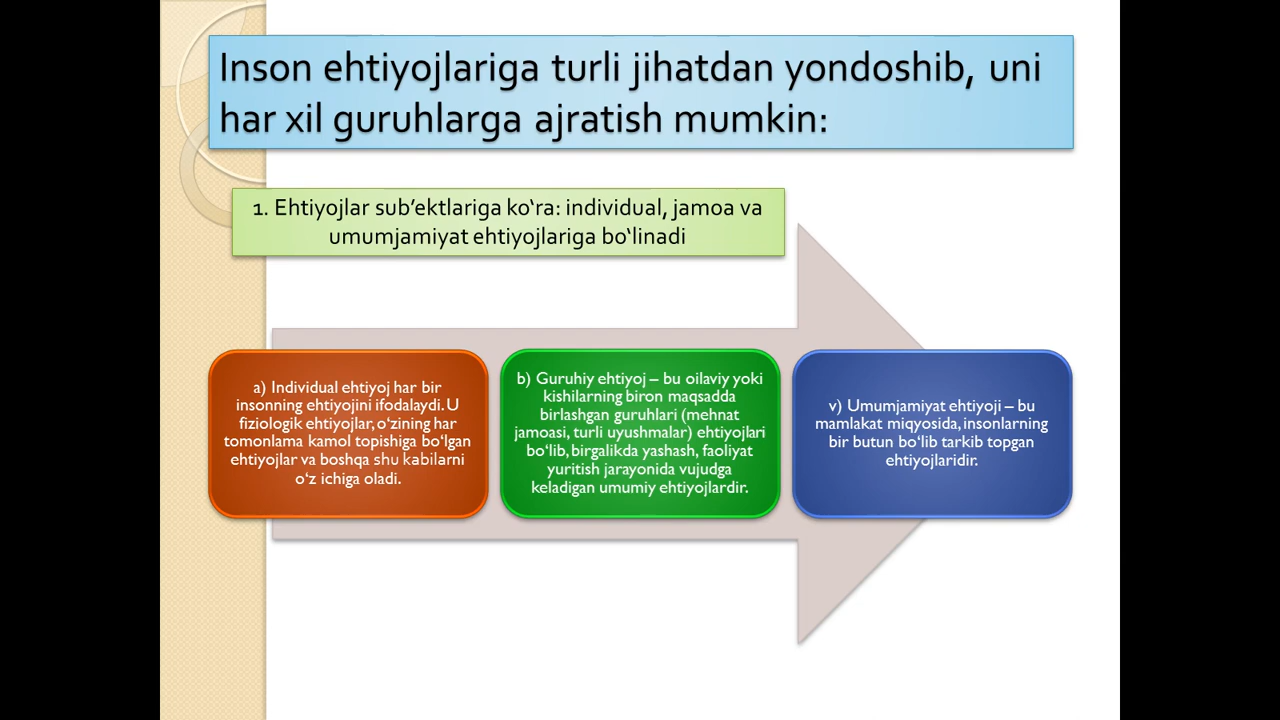 Inson ehtiyojlariga turli jihatdan yondoshib, uni
har xil guruhlarga ajratish mumkin:
1. Ehtiyojlar sub’ektlariga ko‘ra: individual, jamoa va
umumjamiyat ehtiyojlariga bo‘linadi
a) Individual ehtiyoj har bir
insonning ehtiyojini ifodalaydi. U
fiziologik ehtiyojlar, o‘zining har
tomonlama kamol topishiga bo‘lgan
ehtiyojlar va boshqa shu kabilarni
o‘z ichiga oladi.
b) Guruhiy ehtiyoj – bu oilaviy yoki
kishilarning biron maqsadda
birlashgan guruhlari (mehnat
jamoasi, turli uyushmalar) ehtiyojlari
bo‘lib, birgalikda yashash, faoliyat
yuritish jarayonida vujudga
keladigan umumiy ehtiyojlardir.
v) Umumjamiyat ehtiyoji – bu
mamlakat miqyosida, insonlarning
bir butun bo‘lib tarkib topgan
ehtiyojlaridir.